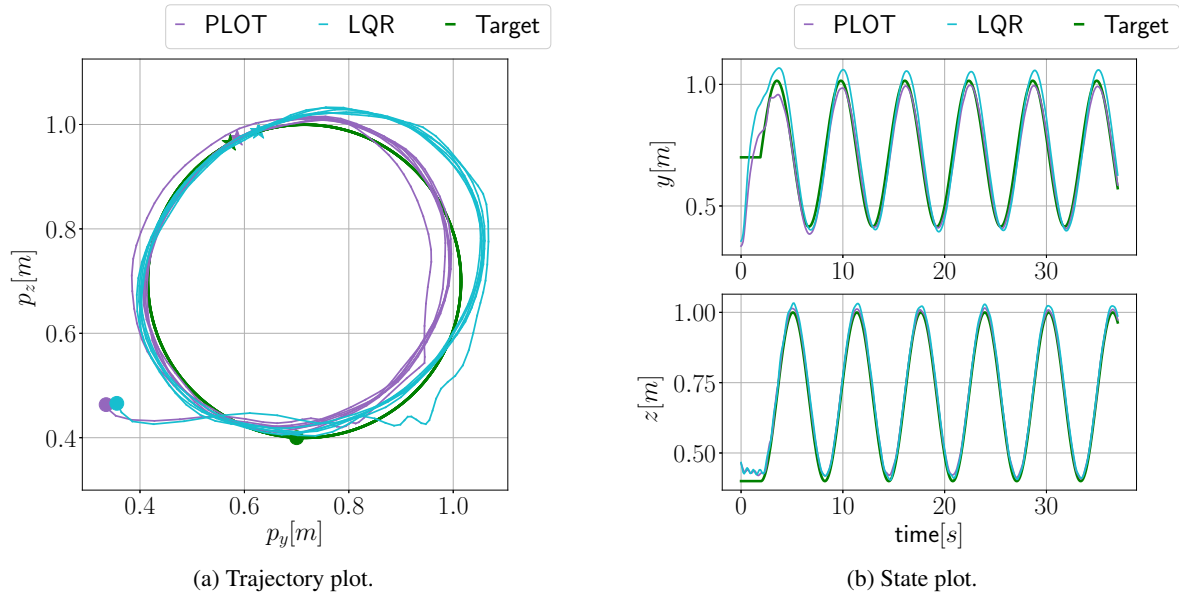 PLOT LQR Target
1.0
0.8
0.6
0.4
p_z[m]
0.4 0.6 0.8 1.0
p_y[m]
(a) Trajectory plot.
PLOT LQR Target
1.0
0.5
y[m]
0 10 20 30
1.00
0.75
0.50
z[m]
0 10 20 30
time[s]
(b) State plot.